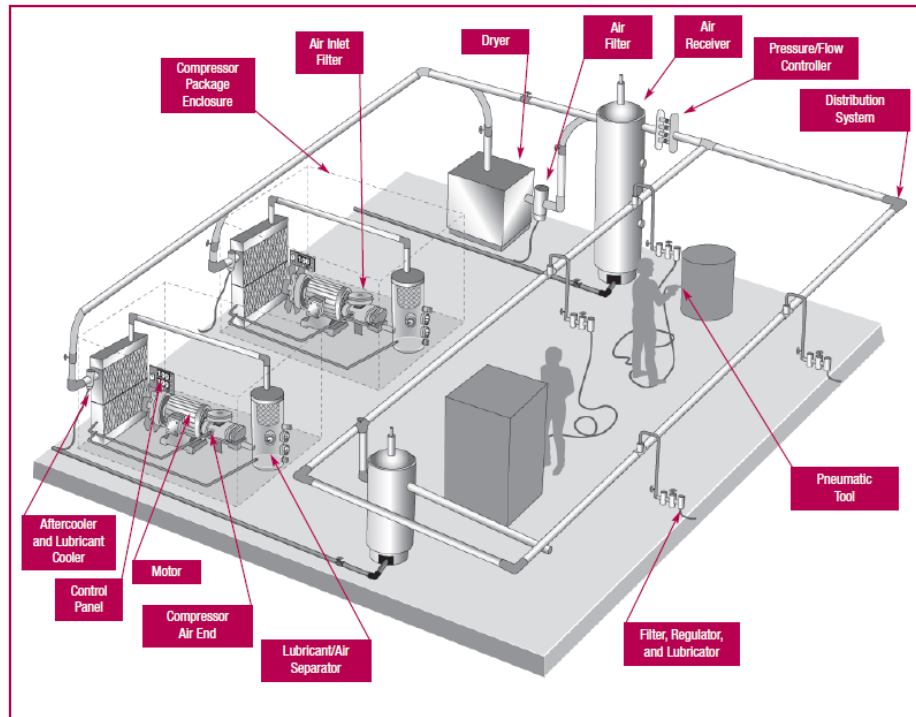 Air Inlet
Filter
Dryer
Air
Filter
Air
Receiver
Pressure/Flow
Controller
Compressor
Package
Enclosure
Distribution
System
Pneumatic
Tool
Aftercooler
and Lubricant
Cooler
Control
Panel
Motor
Compressor
Air End
Lubricant/Air
Separator
Filter, Regulator,
and Lubricator